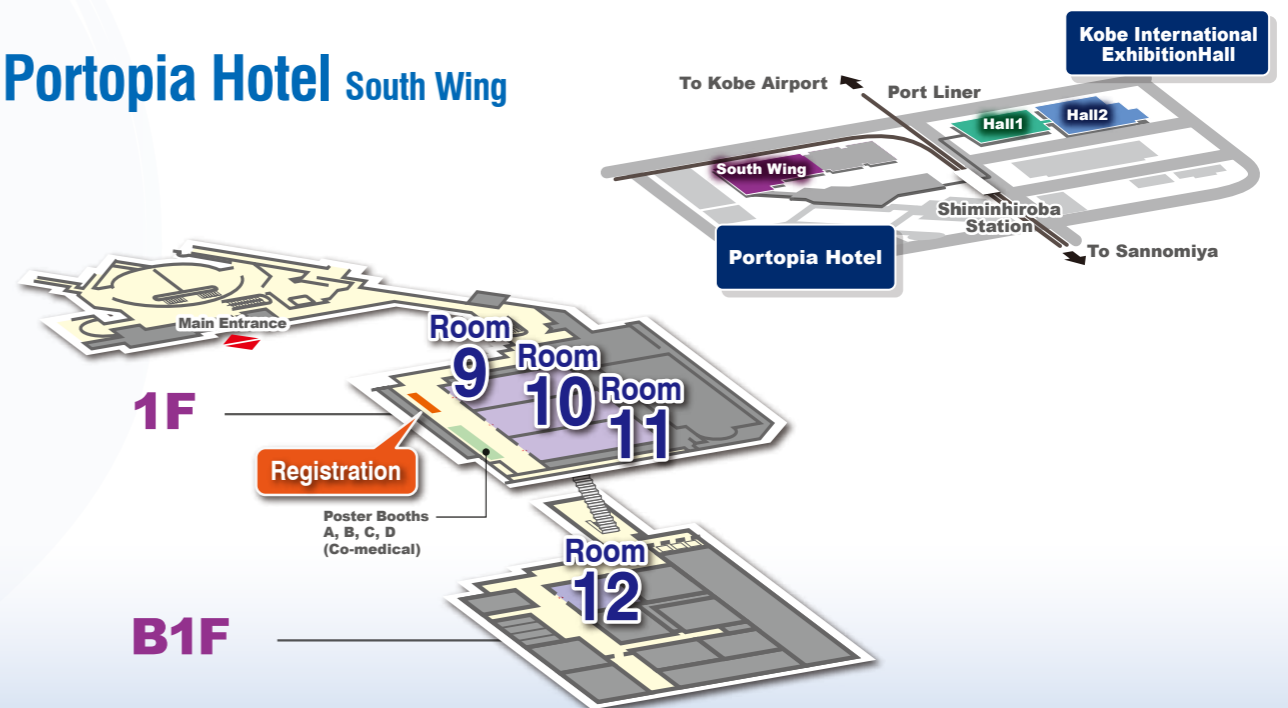 Portopia Hotel South Wing
Kobe International
ExhibitionHall
To Kobe Airport
Port Liner
Hall1
Hall2
South Wing
Shiminhiroba
Station
Portopia Hotel
To Sannomiya
Main Entrance
Room
9
Room
10
Room
11
1F
Registration
Poster Booths
A, B, C, D
(Co-medical)
Room
12
B1F